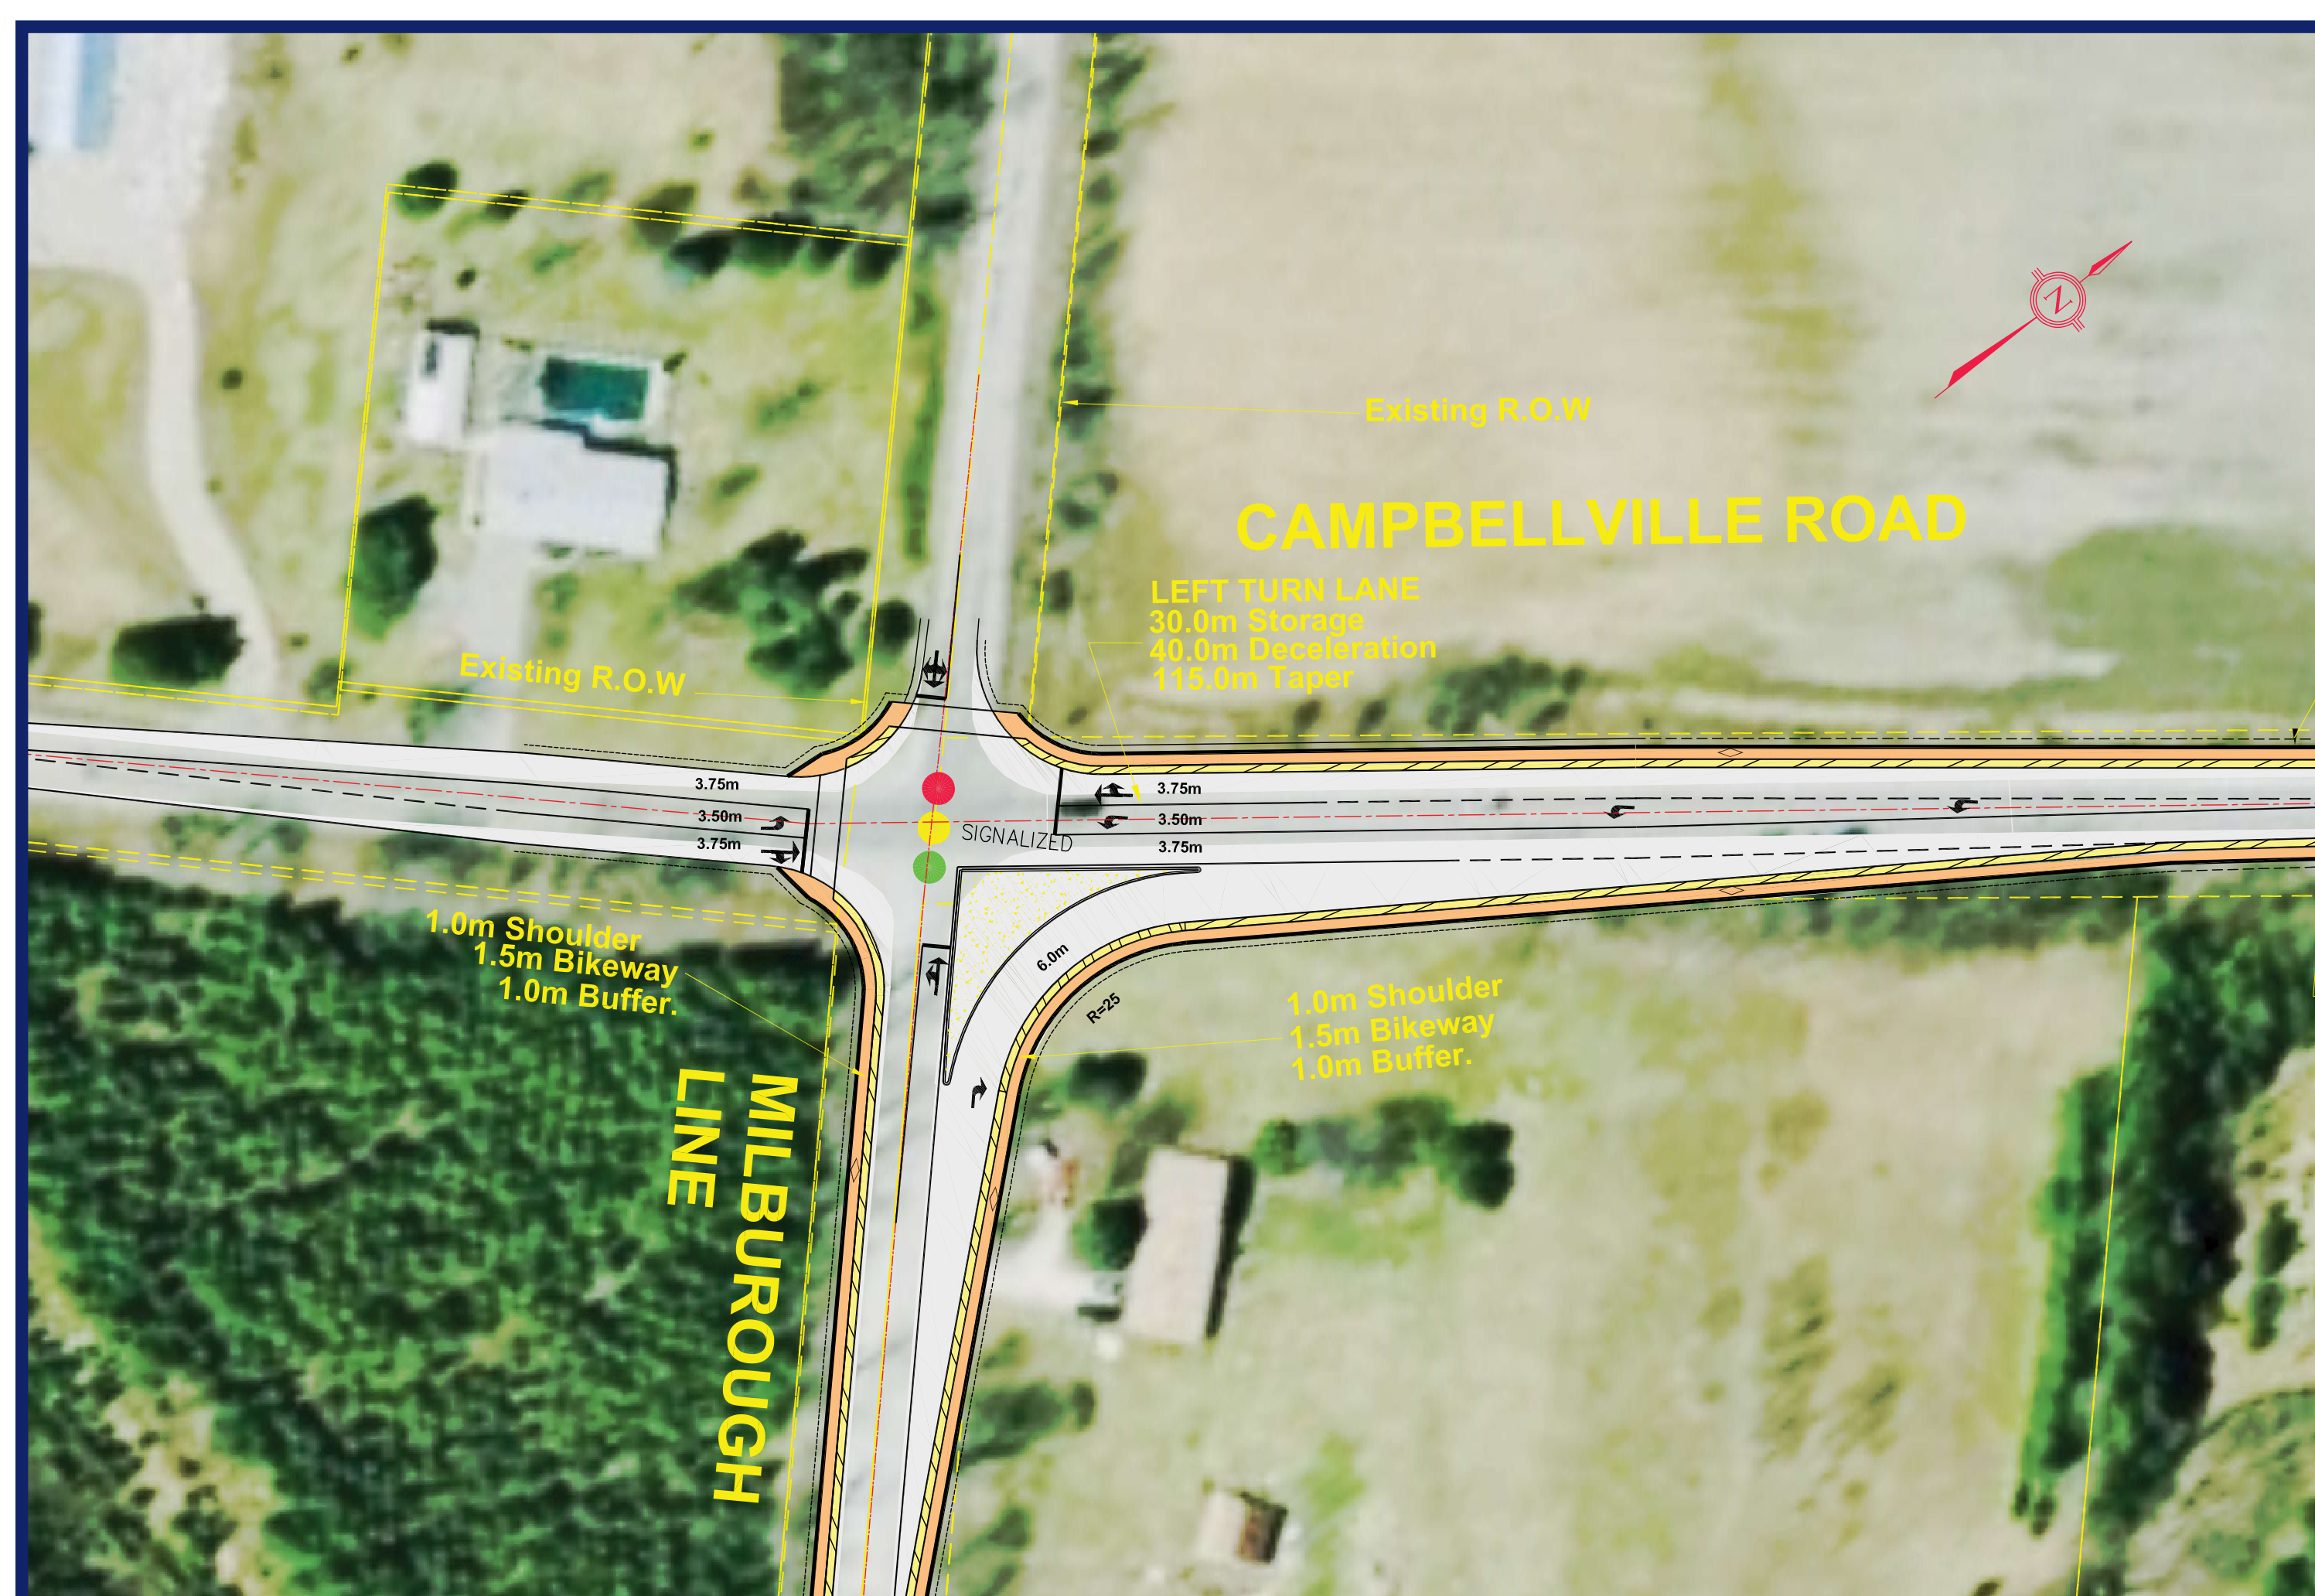 N
Existing R.O.W
CAMPBELLVILLE ROAD
LEFT TURN LANE
30.0m Storage
40.0m Deceleration
115.0m Taper
Existing R.O.W
3.75m
3.50m
3.75m
3.75m
3.50m
3.75m
SIGNALIZED
1.0m Shoulder
1.5m Bikeway
1.0m Buffer.
6.0m
R=25
1.0m Shoulder
1.5m Bikeway
1.0m Buffer.
MILBUROUGH
LINE